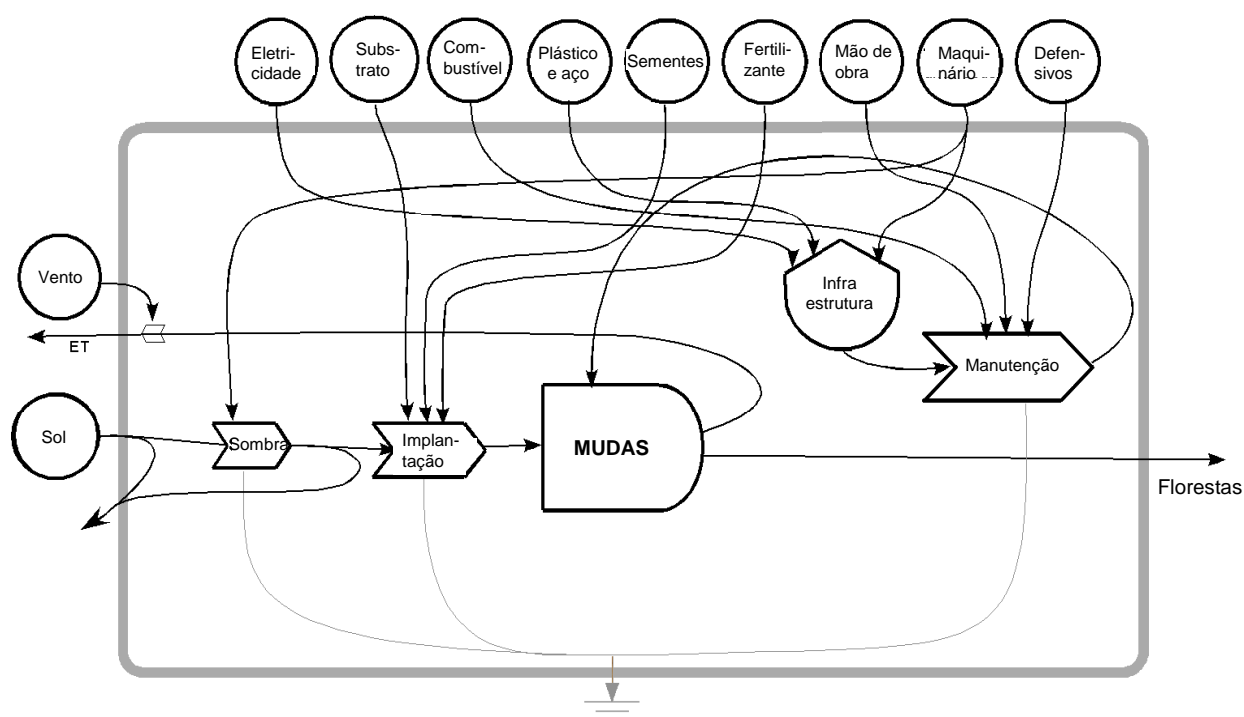 Eletri-
cidade
Subs-
trato
Com-
bustível
Plástico
e aço
Sementes
Fertili-
zante
Mão de
obra
Maqui-
nário
Defen-
sivos
Vento
Infra
estrutura
ET
Manutenção
Sol
Sombra
Implan-
tação
MUDAS
Florestas